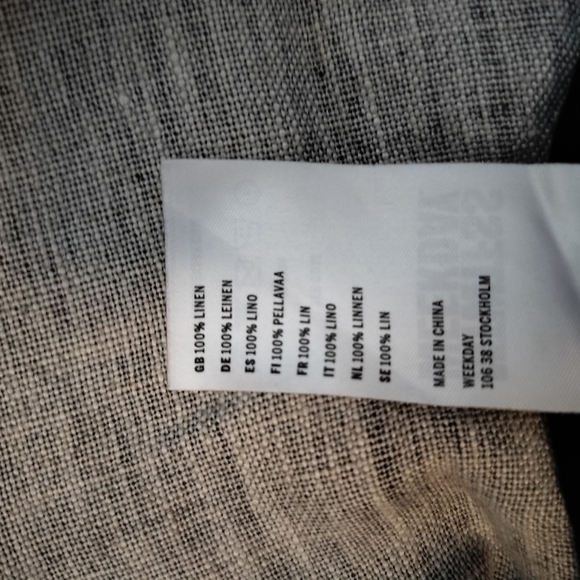 GB 100% LINEN
DE 100% LEINEN
ES 100% LINO
FI 100% PELLAVAA
FR 100% LIN
IT 100% LINO
NL 100% LINNEN
SE 100% LIN
MADE IN CHINA
WEEKDAY
106 38 STOCKHOLM